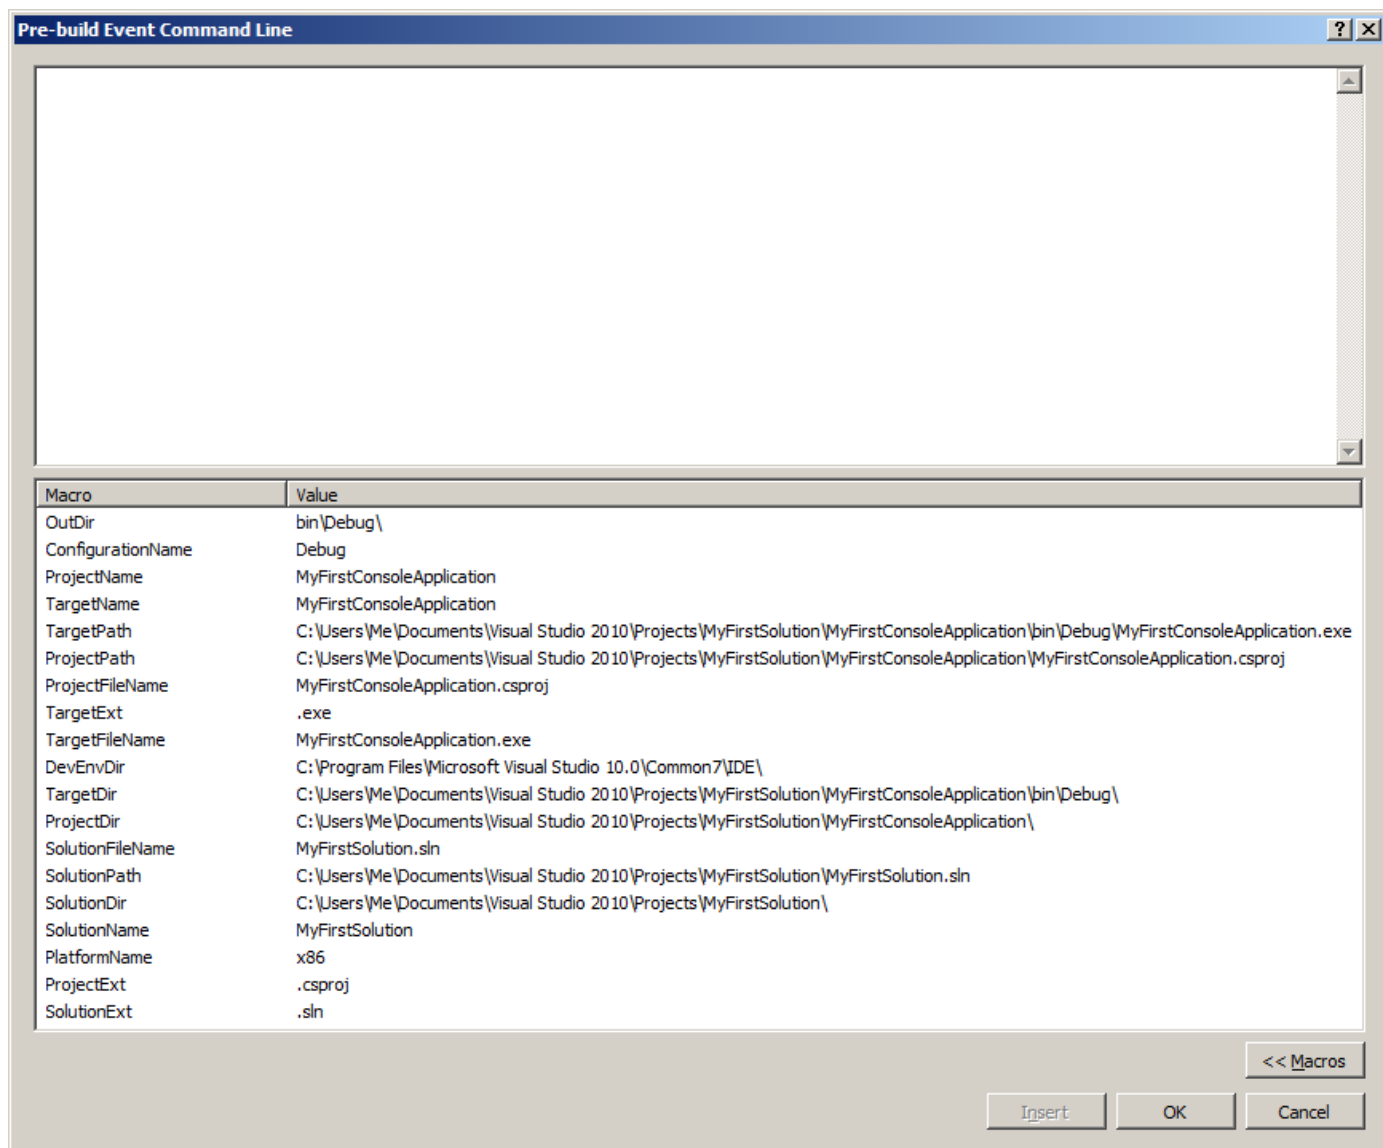 Pre-build Event Command Line
Macro Value
OutDir bin\Debug\
ConfigurationName Debug
ProjectName MyFirstConsoleApplication
TargetName MyFirstConsoleApplication
TargetPath C:\Users\Me\Documents\Visual Studio 2010\Projects\MyFirstSolution\MyFirstConsoleApplication\bin\Debug\MyFirstConsoleApplication.exe
ProjectPath C:\Users\Me\Documents\Visual Studio 2010\Projects\MyFirstSolution\MyFirstConsoleApplication\MyFirstConsoleApplication.csproj
ProjectFileName MyFirstConsoleApplication.csproj
TargetExt .exe
TargetFileName MyFirstConsoleApplication.exe
DevEnvDir C:\Program Files\Microsoft Visual Studio 10.0\Common7\IDE\
TargetDir C:\Users\Me\Documents\Visual Studio 2010\Projects\MyFirstSolution\MyFirstConsoleApplication\bin\Debug\
ProjectDir C:\Users\Me\Documents\Visual Studio 2010\Projects\MyFirstSolution\MyFirstConsoleApplication\
SolutionFileName MyFirstSolution.sln
SolutionPath C:\Users\Me\Documents\Visual Studio 2010\Projects\MyFirstSolution\MyFirstSolution.sln
SolutionDir C:\Users\Me\Documents\Visual Studio 2010\Projects\MyFirstSolution\
SolutionName MyFirstSolution
PlatformName x86
ProjectExt .csproj
SolutionExt .sln
<< Macros
Insert OK Cancel